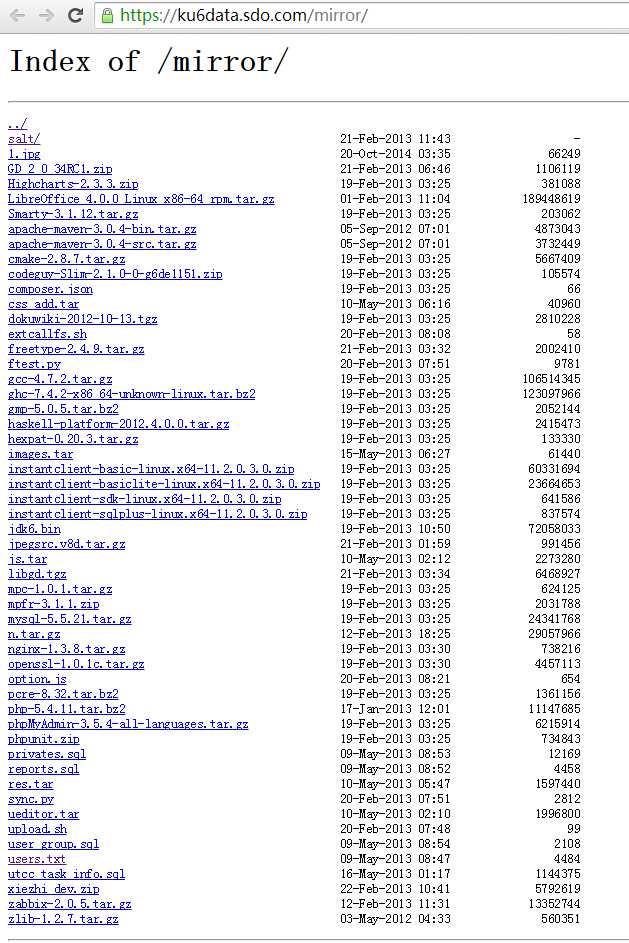 https://ku6data.sdo.com/mirror/
Index of /mirror/
../
salt/ 21-Feb-2013 11:43 -
1.jpg 20-Oct-2014 03:35 66249
GD_2_0_34RC1.zip 21-Feb-2013 06:46 1106119
Highcharts-2.3.3.zip 19-Feb-2013 03:25 381088
LibreOffice_4.0.0_Linux_x86-64_rpm.tar.gz 01-Feb-2013 11:04 189448619
Smarty-3.1.12.tar.gz 19-Feb-2013 03:25 203062
apache-maven-3.0.4-bin.tar.gz 05-Sep-2012 07:01 4873043
apache-maven-3.0.4-src.tar.gz 05-Sep-2012 07:01 3732449
cmake-2.8.7.tar.gz 19-Feb-2013 03:25 5667409
codeguy-Slim-2.1.0-0-g6de1151.zip 19-Feb-2013 03:25 105574
composer.json 19-Feb-2013 03:25 66
css_add.tar 10-May-2013 06:16 40960
dokuwiki-2012-10-13.tgz 19-Feb-2013 03:25 2810228
extcallfs.sh 20-Feb-2013 08:08 58
freetype-2.4.9.tar.gz 21-Feb-2013 03:32 2002410
ftest.py 20-Feb-2013 07:51 9781
gcc-4.7.2.tar.gz 19-Feb-2013 03:25 106514345
ghc-7.4.2-x86_64-unknown-linux.tar.bz2 19-Feb-2013 03:25 123097966
gmp-5.0.5.tar.bz2 19-Feb-2013 03:25 2052144
haskell-platform-2012.4.0.0.tar.gz 19-Feb-2013 03:25 2415473
hexpat-0.20.3.tar.gz 19-Feb-2013 03:25 133330
images.tar 15-May-2013 06:27 61440
instantclient-basic-linux.x64-11.2.0.3.0.zip 19-Feb-2013 03:25 60331694
instantclient-basiclite-linux.x64-11.2.0.3.0.zip 19-Feb-2013 03:25 23664653
instantclient-sdk-linux.x64-11.2.0.3.0.zip 19-Feb-2013 03:25 641586
instantclient-sqlplus-linux.x64-11.2.0.3.0.zip 19-Feb-2013 03:25 837574
jdk6.bin 19-Feb-2013 10:50 72058033
jpegsrc.v8d.tar.gz 21-Feb-2013 01:59 991456
js.tar 10-May-2013 02:12 2273280
libgd.tgz 21-Feb-2013 03:34 6468927
mpc-1.0.1.tar.gz 19-Feb-2013 03:25 624125
mpfr-3.1.1.zip 19-Feb-2013 03:25 2031788
mysql-5.5.21.tar.gz 19-Feb-2013 03:25 24341768
n.tar.gz 12-Feb-2013 18:25 29057966
nginx-1.3.8.tar.gz 19-Feb-2013 03:30 738216
openssl-1.0.1c.tar.gz 19-Feb-2013 03:30 4457113
option.js 20-Feb-2013 08:21 654
pcre-8.32.tar.bz2 19-Feb-2013 03:25 1361156
php-5.4.11.tar.bz2 17-Jan-2013 12:01 11147685
phpMyAdmin-3.5.4-all-languages.tar.gz 19-Feb-2013 03:25 6215914
phpunit.zip 19-Feb-2013 03:25 734843
privates.sql 09-May-2013 08:53 12169
reports.sql 09-May-2013 08:52 4458
res.tar 10-May-2013 05:47 1597440
sync.py 20-Feb-2013 07:51 2812
ueditor.tar 10-May-2013 02:10 1996800
upload.sh 20-Feb-2013 07:48 99
user_group.sql 09-May-2013 08:54 2108
users.txt 09-May-2013 08:47 4484
utcc_task_info.sql 16-May-2013 01:17 1144375
xiezhi_dev.zip 22-Feb-2013 10:41 5792619
zabbix-2.0.5.tar.gz 12-Feb-2013 11:31 13352744
zlib-1.2.7.tar.gz 03-May-2012 04:33 560351